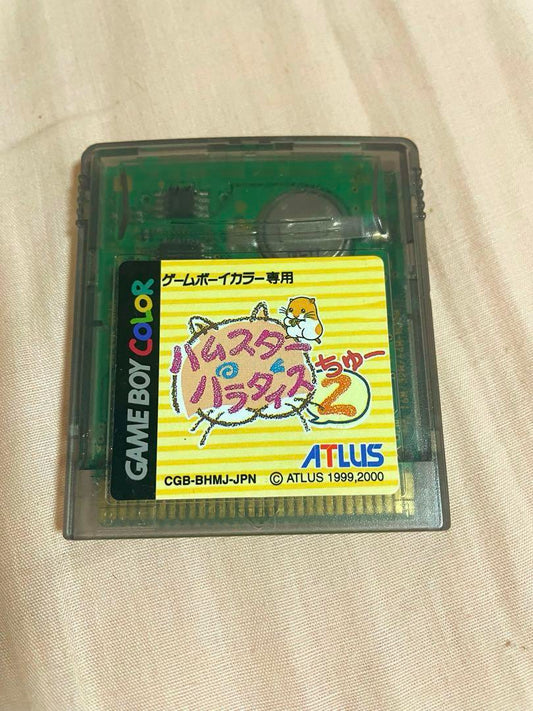 ゲームボーイカラー専用
GAME BOY COLOR
ハムスター
パラダイス
ちゅー
2
ATLUS
CGB-BHMJ-JPN © ATLUS 1999,2000